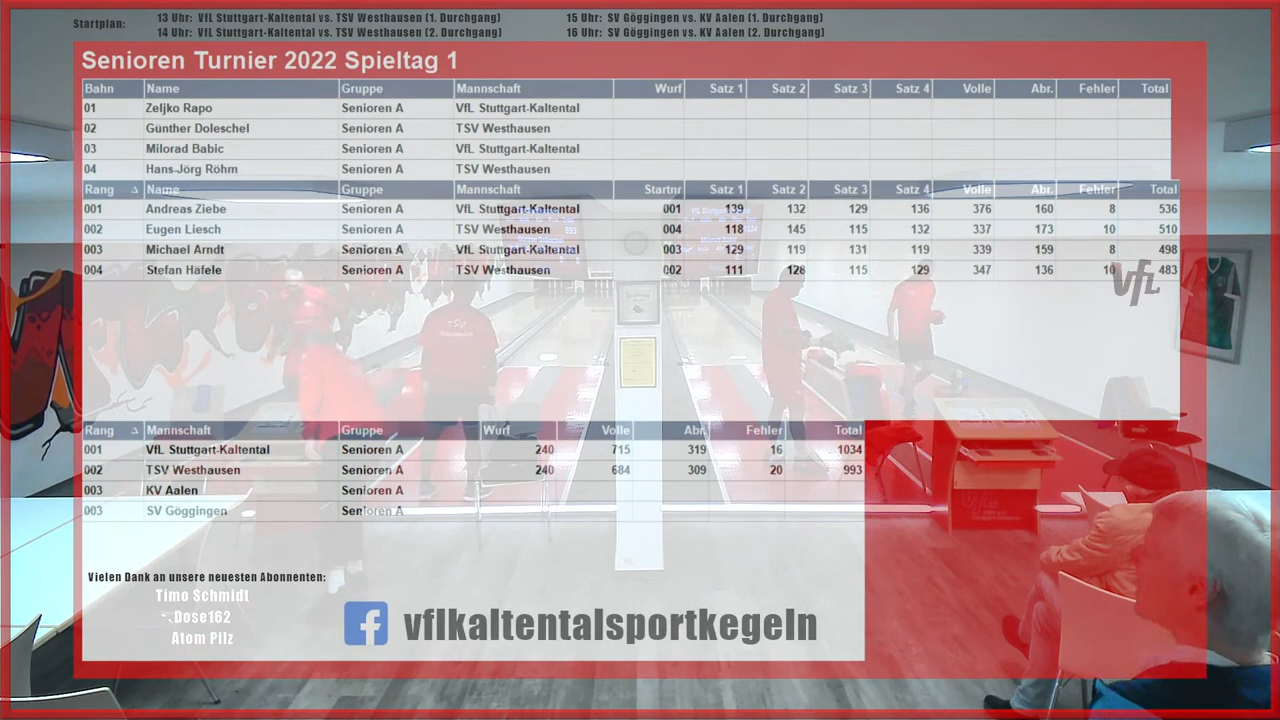 Startplan:
13 Uhr: VfL Stuttgart-Kaltental vs. TSV Westhausen (1. Durchgang)
14 Uhr: VfL Stuttgart-Kaltental vs. TSV Westhausen (2. Durchgang)
15 Uhr: SV Göggingen vs. KV Aalen (1. Durchgang)
16 Uhr: SV Göggingen vs. KV Aalen (2. Durchgang)
Senioren Turnier 2022 Spieltag 1
Bahn Name Gruppe Mannschaft Wurf Satz 1 Satz 2 Satz 3 Satz 4 Volle Abr. Fehler Total
01 Zeljko Rapo Senioren A VfL Stuttgart-Kaltental
02 Günther Doleschel Senioren A TSV Westhausen
03 Milorad Babic Senioren A VfL Stuttgart-Kaltental
04 Hans-Jörg Röhm Senioren A TSV Westhausen
Rang Name Gruppe Mannschaft Startnr Satz 1 Satz 2 Satz 3 Satz 4 Volle Abr. Fehler Total
001 Andreas Ziebe Senioren A VfL Stuttgart-Kaltental 001 139 132 129 136 376 160 8 536
002 Eugen Liesch Senioren A TSV Westhausen 004 118 145 115 132 337 173 10 510
003 Michael Arndt Senioren A VfL Stuttgart-Kaltental 003 129 119 131 119 339 159 8 498
004 Stefan Häfele Senioren A TSV Westhausen 002 111 128 115 129 347 136 10 483
VfL
TSV
Rang Mannschaft Gruppe Wurf Volle Abr. Fehler Total
001 VfL Stuttgart-Kaltental Senioren A 240 715 319 16 1034
002 TSV Westhausen Senioren A 240 684 309 20 993
003 KV Aalen Senioren A
003 SV Göggingen Senioren A
Vielen Dank an unsere neuesten Abonnenten:
Timo Schmidt
Dose162
Atom Pilz
f vflkaltentalsportkegeln